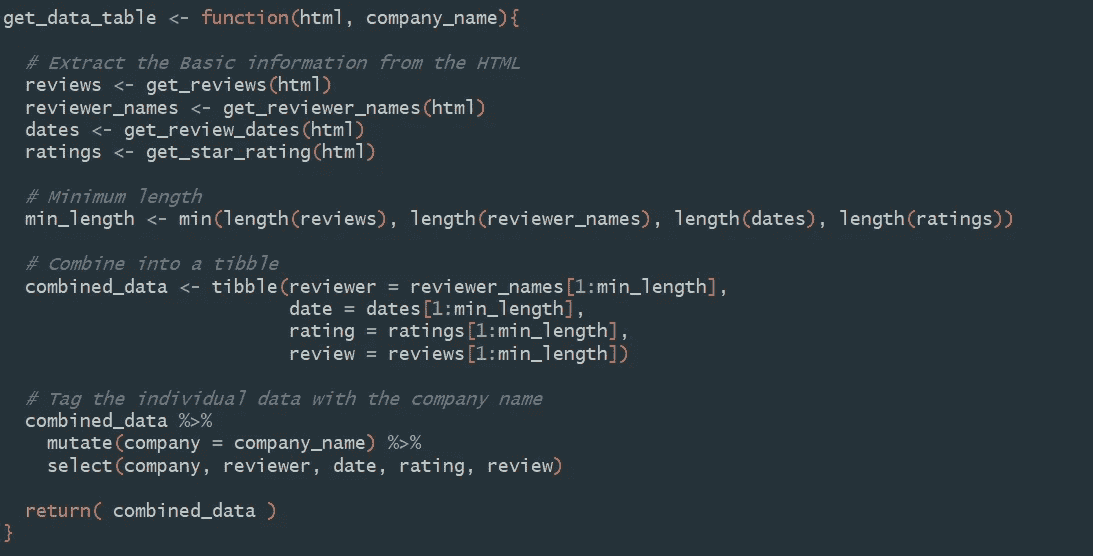 get_data_table <- function(html, company_name){
# Extract the Basic information from the HTML
reviews <- get_reviews(html)
reviewer_names <- get_reviewer_names(html)
dates <- get_review_dates(html)
ratings <- get_star_rating(html)
# Minimum length
min_length <- min(length(reviews), length(reviewer_names), length(dates), length(ratings))
# Combine into a tibble
combined_data <- tibble(reviewer = reviewer_names[1:min_length],
date = dates[1:min_length],
rating = ratings[1:min_length],
review = reviews[1:min_length])
# Tag the individual data with the company name
combined_data %>%
mutate(company = company_name) %>%
select(company, reviewer, date, rating, review)
return( combined_data )
}